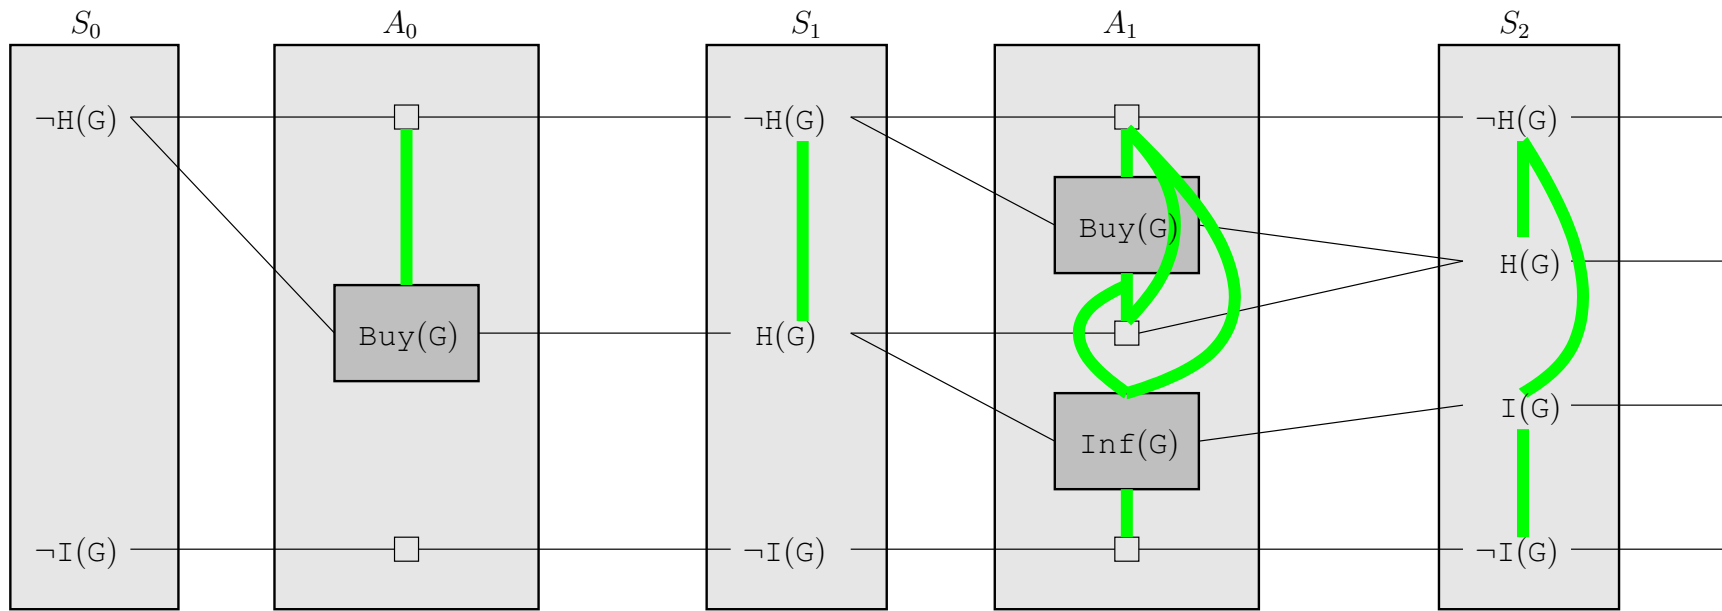 S₀ A₀ S₁ A₁ S₂
¬H(G) ¬H(G) ¬H(G)
Buy(G)
H(G)
Buy(G) H(G)
I(G)
Inf(G)
¬I(G) ¬I(G) ¬I(G)